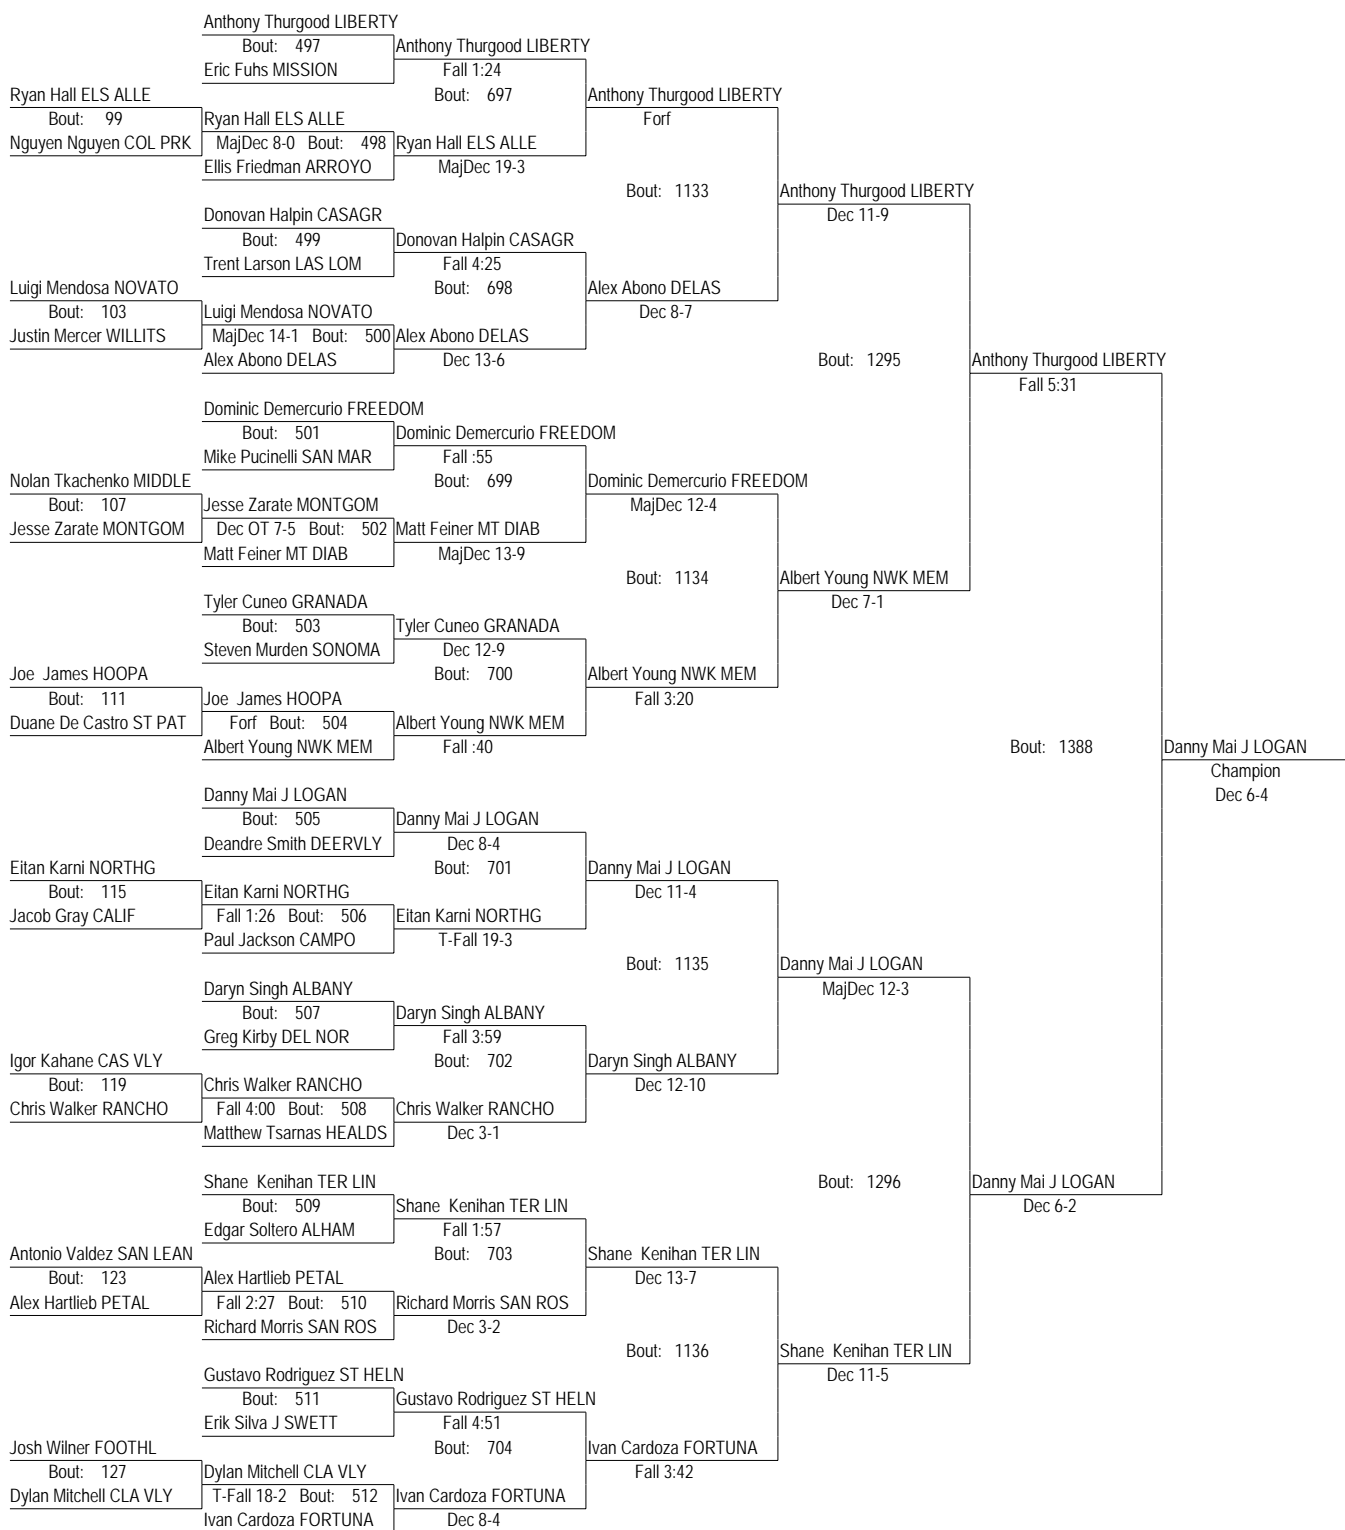 Anthony Thurgood LIBERTY
Bout: 497 Anthony Thurgood LIBERTY
Eric Fuhs MISSION Fall 1:24
Ryan Hall ELS ALLE Bout: 697 Anthony Thurgood LIBERTY
Bout: 99 Ryan Hall ELS ALLE Forf
Nguyen Nguyen COL PRK MajDec 8-0 Bout: 498 Ryan Hall ELS ALLE
Ellis Friedman ARROYO MajDec 19-3
Bout: 1133 Anthony Thurgood LIBERTY
Donovan Halpin CASAGR Dec 11-9
Bout: 499 Donovan Halpin CASAGR
Trent Larson LAS LOM Fall 4:25
Luigi Mendosa NOVATO Bout: 698 Alex Abono DELAS
Bout: 103 Luigi Mendosa NOVATO Dec 8-7
Justin Mercer WILLITS MajDec 14-1 Bout: 500 Alex Abono DELAS
Alex Abono DELAS Dec 13-6 Bout: 1295 Anthony Thurgood LIBERTY
Fall 5:31
Dominic Demercurio FREEDOM
Bout: 501 Dominic Demercurio FREEDOM
Mike Pucinelli SAN MAR Fall :55
Nolan Tkachenko MIDDLE Bout: 699 Dominic Demercurio FREEDOM
Bout: 107 Jesse Zarate MONTGOM MajDec 12-4
Jesse Zarate MONTGOM Dec OT 7-5 Bout: 502 Matt Feiner MT DIAB
Matt Feiner MT DIAB MajDec 13-9
Bout: 1134 Albert Young NWK MEM
Tyler Cuneo GRANADA Dec 7-1
Bout: 503 Tyler Cuneo GRANADA
Steven Murden SONOMA Dec 12-9
Joe James HOOPA Bout: 700 Albert Young NWK MEM
Bout: 111 Joe James HOOPA Fall 3:20
Duane De Castro ST PAT Forf Bout: 504 Albert Young NWK MEM
Albert Young NWK MEM Fall :40 Bout: 1388 Danny Mai J LOGAN
Champion
Danny Mai J LOGAN Dec 6-4
Bout: 505 Danny Mai J LOGAN
Deandre Smith DEERVLY Dec 8-4
Eitan Karni NORTHG Bout: 701 Danny Mai J LOGAN
Bout: 115 Eitan Karni NORTHG Dec 11-4
Jacob Gray CALIF Fall 1:26 Bout: 506 Eitan Karni NORTHG
Paul Jackson CAMPO T-Fall 19-3
Bout: 1135 Danny Mai J LOGAN
Daryn Singh ALBANY MajDec 12-3
Bout: 507 Daryn Singh ALBANY
Greg Kirby DEL NOR Fall 3:59
Igor Kahane CAS VLY Bout: 702 Daryn Singh ALBANY
Bout: 119 Chris Walker RANCHO Dec 12-10
Chris Walker RANCHO Fall 4:00 Bout: 508 Chris Walker RANCHO
Matthew Tsarnas HEALDS Dec 3-1
Shane Kenihan TER LIN Bout: 1296 Danny Mai J LOGAN
Bout: 509 Shane Kenihan TER LIN Dec 6-2
Edgar Soltero ALHAM Fall 1:57
Antonio Valdez SAN LEAN Bout: 703 Shane Kenihan TER LIN
Bout: 123 Alex Hartlieb PETAL Dec 13-7
Alex Hartlieb PETAL Fall 2:27 Bout: 510 Richard Morris SAN ROS
Richard Morris SAN ROS Dec 3-2
Bout: 1136 Shane Kenihan TER LIN
Gustavo Rodriguez ST HELN Dec 11-5
Bout: 511 Gustavo Rodriguez ST HELN
Erik Silva J SWETT Fall 4:51
Josh Wilner FOOTHL Bout: 704 Ivan Cardoza FORTUNA
Bout: 127 Dylan Mitchell CLA VLY Fall 3:42
Dylan Mitchell CLA VLY T-Fall 18-2 Bout: 512 Ivan Cardoza FORTUNA
Ivan Cardoza FORTUNA Dec 8-4